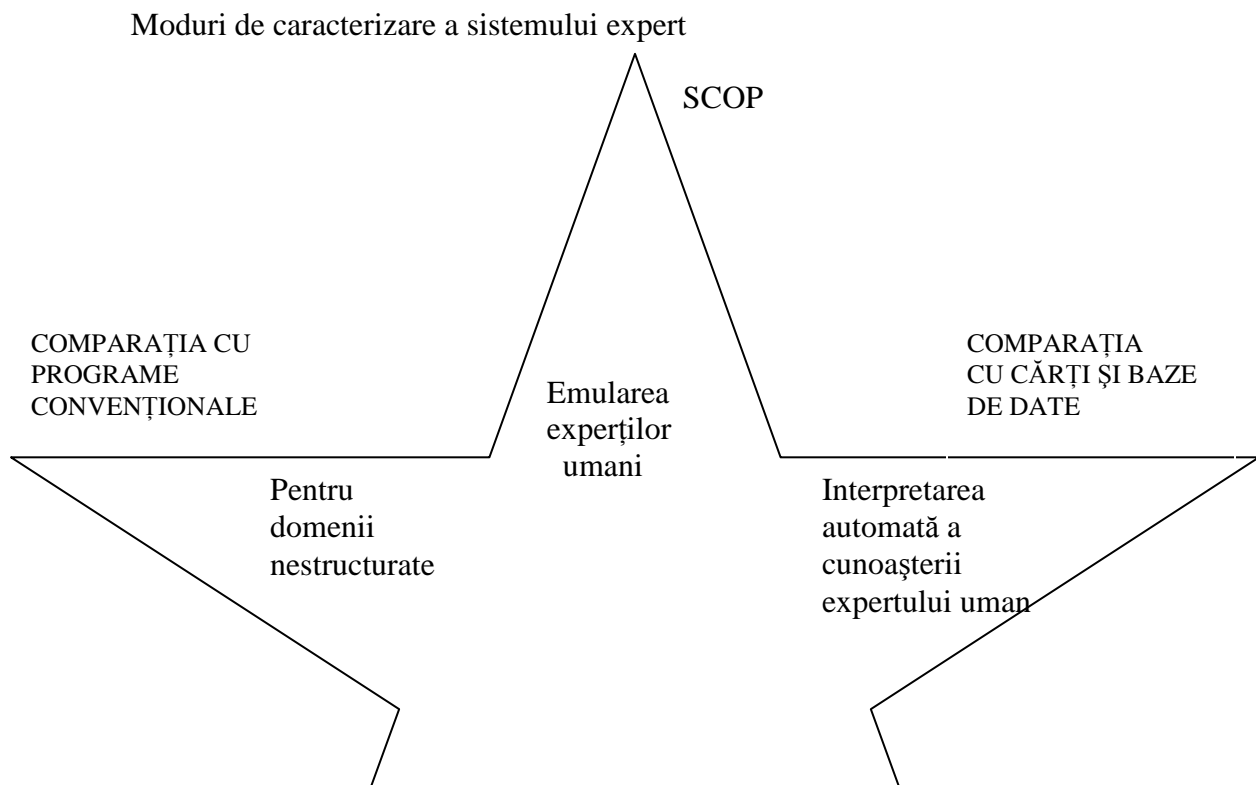 Moduri de caracterizare a sistemului expert
SCOP
COMPARAȚIA CU
PROGRAME
CONVENȚIONALE
COMPARAȚIA
CU CĂRȚI ŞI BAZE
DE DATE
Emularea
experților
umani
Pentru
domenii
nestructurate
Interpretarea
automată a
cunoaşterii
expertului uman